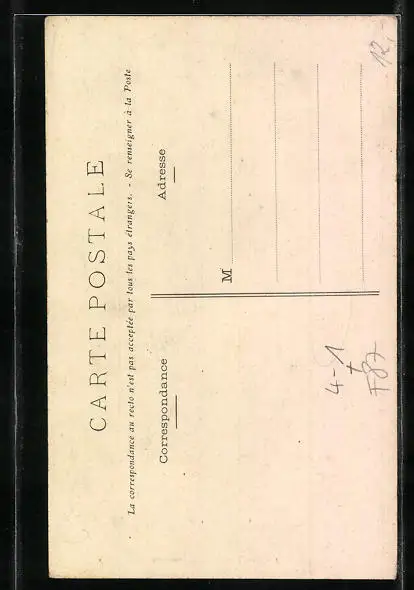 CARTE POSTALE
La correspondance au recto n'est pas acceptée par tous les pays étrangers. - Se renseigner à la Poste
Correspondance
Adresse
M
12,
4-1
F87